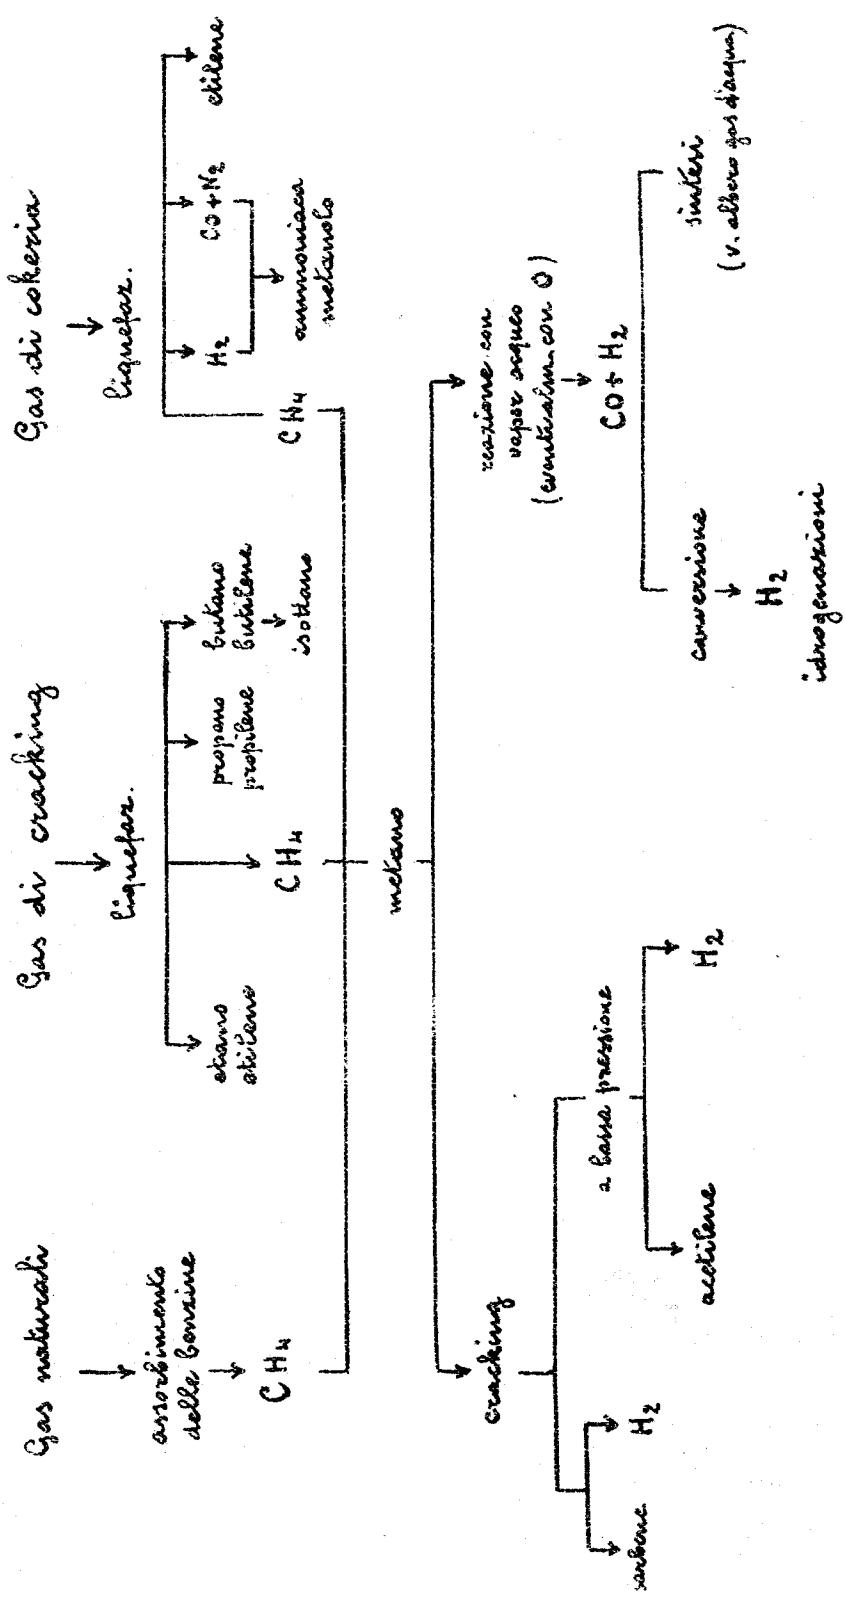 Gas naturali
assorbimento
delle benzine
CH4
Gas di cracking
liquefaz.
etano
etilene
CH4
propano
propilene
butano
butilene
isottano
Gas di cokeria
liquefaz.
CH4
H2
CO+N2
etilene
ammoniaca
metanolo
metano
cracking
carbone
H2
a bassa pressione
acetilene
H2
reazione con
vapor acqueo
(eventualm. con O)
CO+H2
conversione
H2
idrogenazioni
sintesi
(v. albero gas d'acqua)